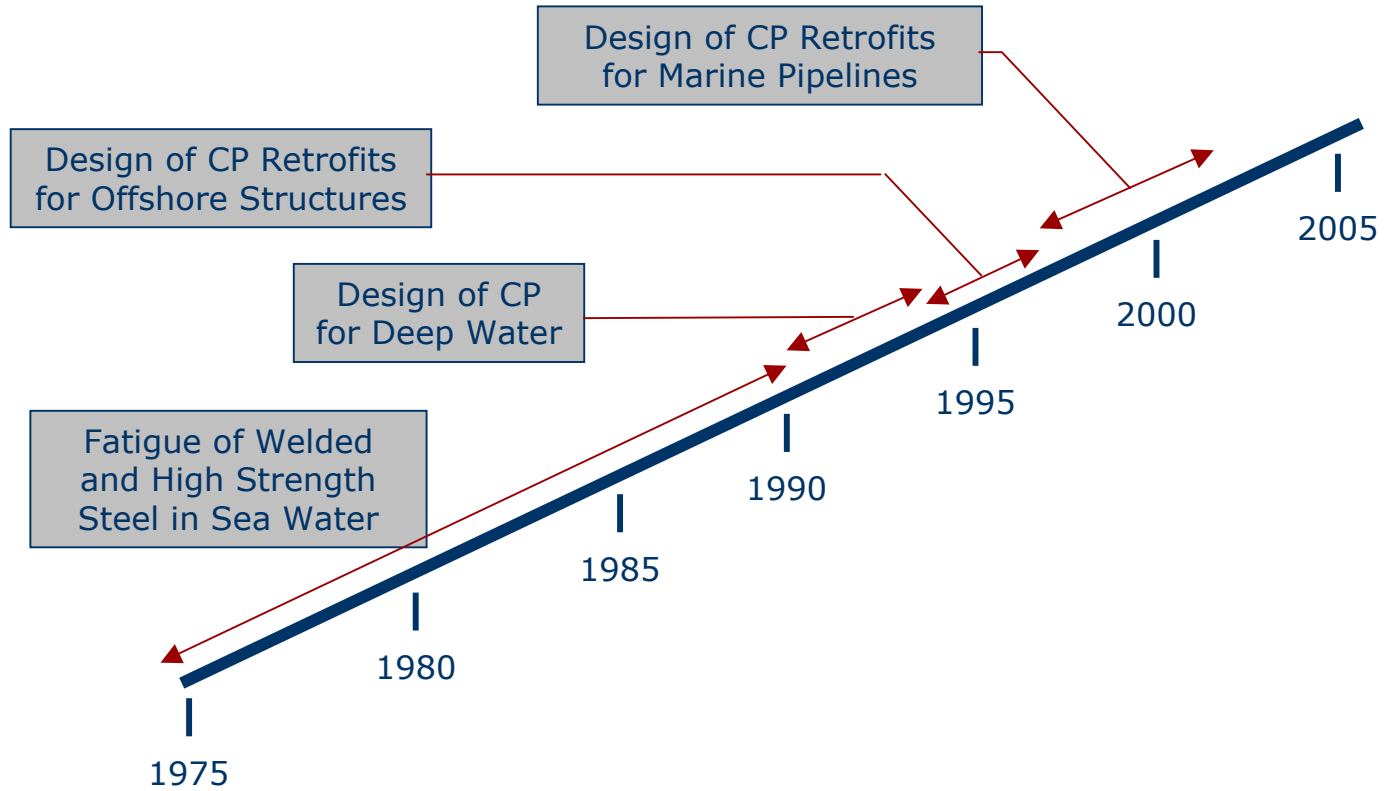 Design of CP Retrofits
for Marine Pipelines
Design of CP Retrofits
for Offshore Structures
Design of CP
for Deep Water
Fatigue of Welded
and High Strength
Steel in Sea Water
1975
1980
1985
1990
1995
2000
2005